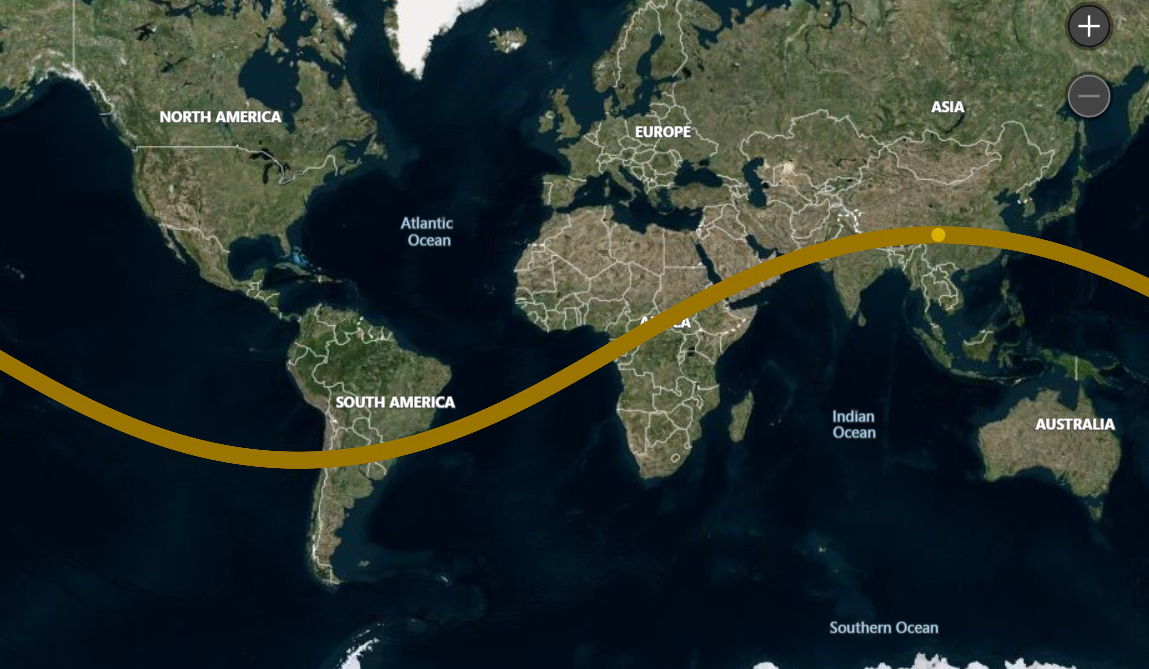 NORTH AMERICA
ASIA
EUROPE
Atlantic
Ocean
SOUTH AMERICA
Indian
Ocean
AUSTRALIA
Southern Ocean